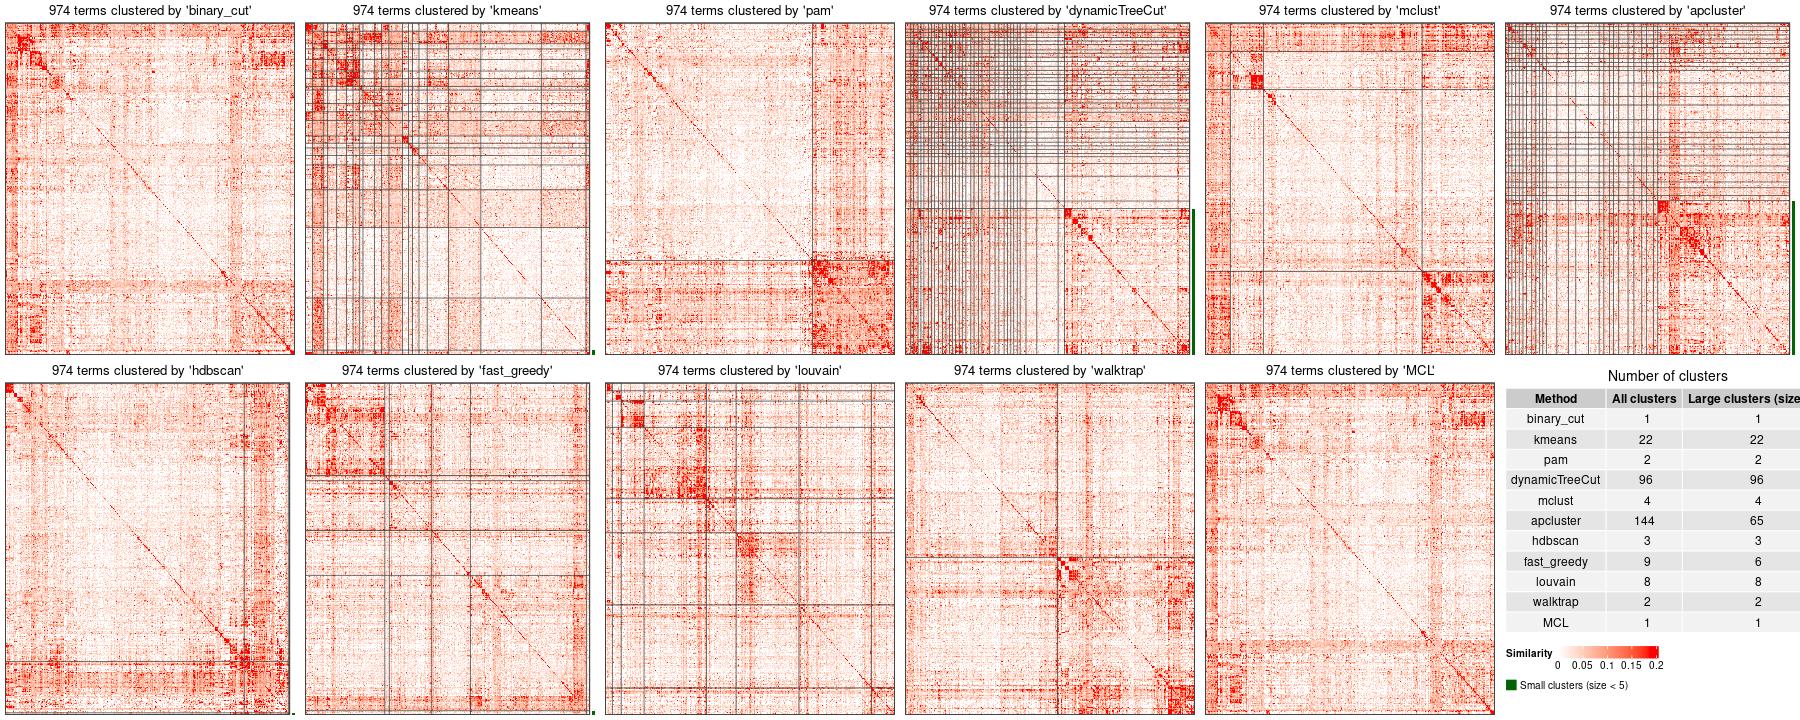 974 terms clustered by 'binary_cut'
974 terms clustered by 'kmeans'
974 terms clustered by 'pam'
974 terms clustered by 'dynamicTreeCut'
974 terms clustered by 'mclust'
974 terms clustered by 'apcluster'
974 terms clustered by 'hdbscan'
974 terms clustered by 'fast_greedy'
974 terms clustered by 'louvain'
974 terms clustered by 'walktrap'
974 terms clustered by 'MCL'
Number of clusters
Method All clusters Large clusters (size
binary_cut 1 1
kmeans 22 22
pam 2 2
dynamicTreeCut 96 96
mclust 4 4
apcluster 144 65
hdbscan 3 3
fast_greedy 9 6
louvain 8 8
walktrap 2 2
MCL 1 1
Similarity
0 0.05 0.1 0.15 0.2
Small clusters (size < 5)